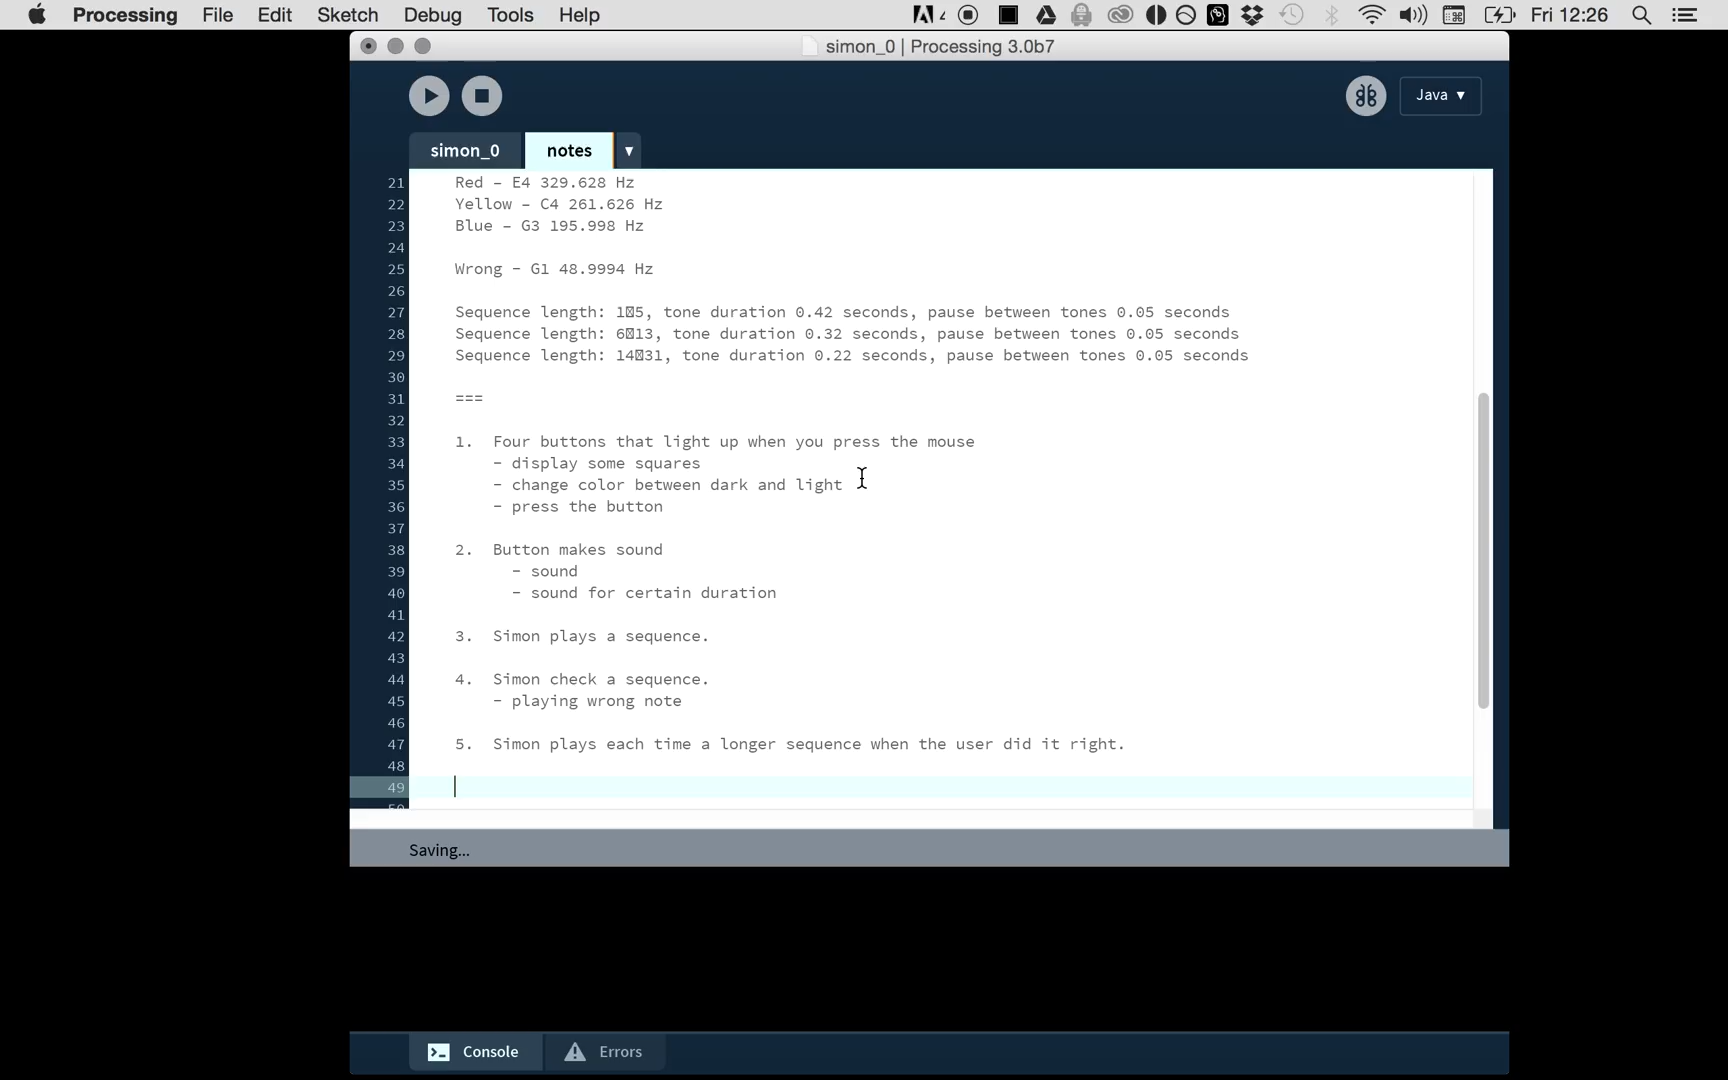 Processing File Edit Sketch Debug Tools Help 4 Fri 12:26
simon_0 | Processing 3.0b7
Java ▼
simon_0 notes ▼
21 Red – E4 329.628 Hz
22 Yellow – C4 261.626 Hz
23 Blue – G3 195.998 Hz
24
25 Wrong – G1 48.9994 Hz
26
27 Sequence length: 1�5, tone duration 0.42 seconds, pause between tones 0.05 seconds
28 Sequence length: 6�13, tone duration 0.32 seconds, pause between tones 0.05 seconds
29 Sequence length: 14�31, tone duration 0.22 seconds, pause between tones 0.05 seconds
30
31 ===
32
33 1. Four buttons that light up when you press the mouse
34 - display some squares
35 - change color between dark and light
36 - press the button
37
38 2. Button makes sound
39 - sound
40 - sound for certain duration
41
42 3. Simon plays a sequence.
43
44 4. Simon check a sequence.
45 - playing wrong note
46
47 5. Simon plays each time a longer sequence when the user did it right.
48
49
50
Saving...
Console Errors